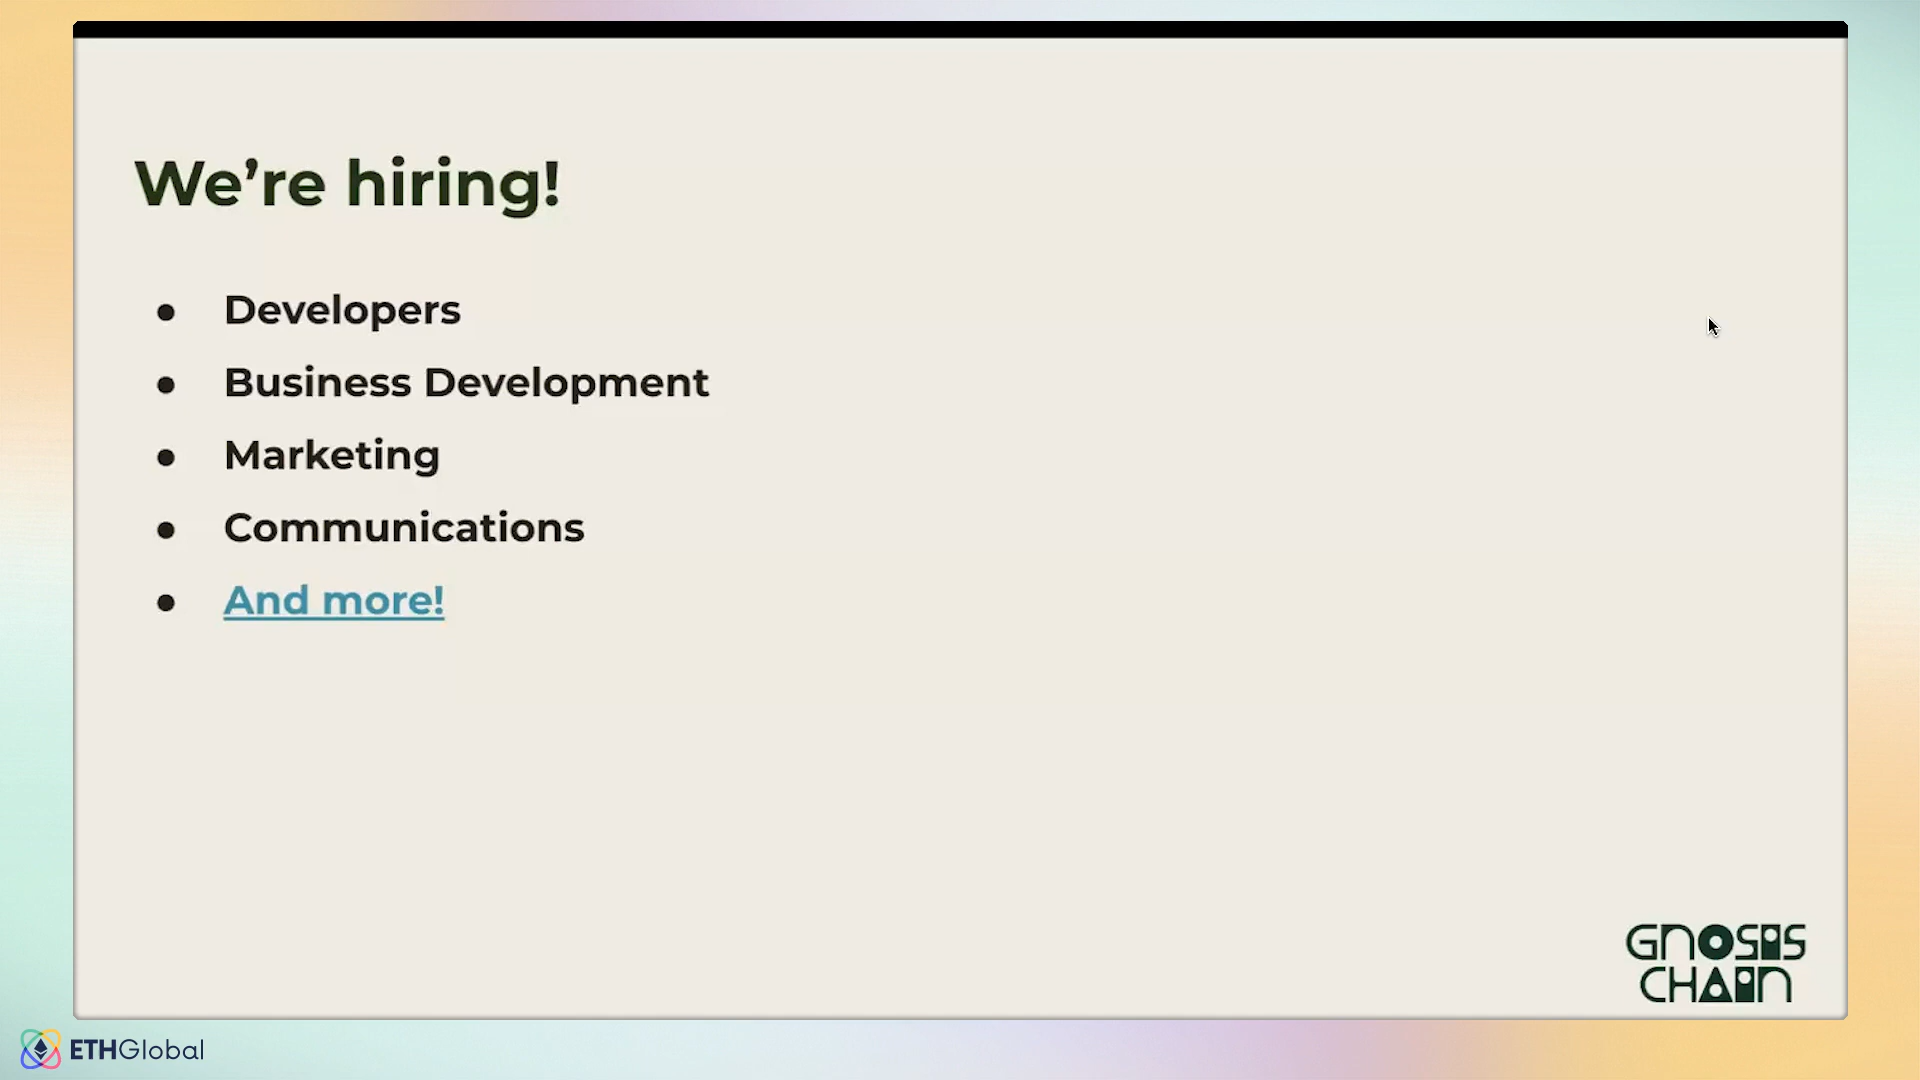 We’re hiring!
● Developers
● Business Development
● Marketing
● Communications
● And more!
GNOSIS
CHAIN
ETHGlobal